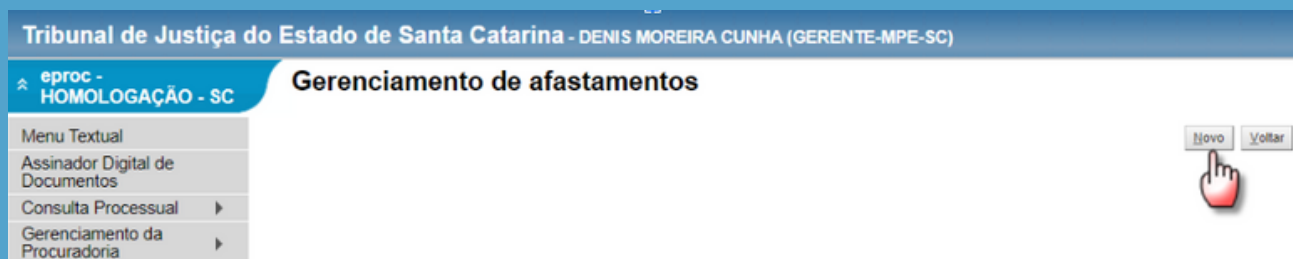 Tribunal de Justiça do Estado de Santa Catarina - DENIS MOREIRA CUNHA (GERENTE-MPE-SC)
eproc -
HOMOLOGAÇÃO - SC
Gerenciamento de afastamentos
Novo Voltar
Menu Textual
Assinador Digital de
Documentos
Consulta Processual
Gerenciamento da
Procuradoria